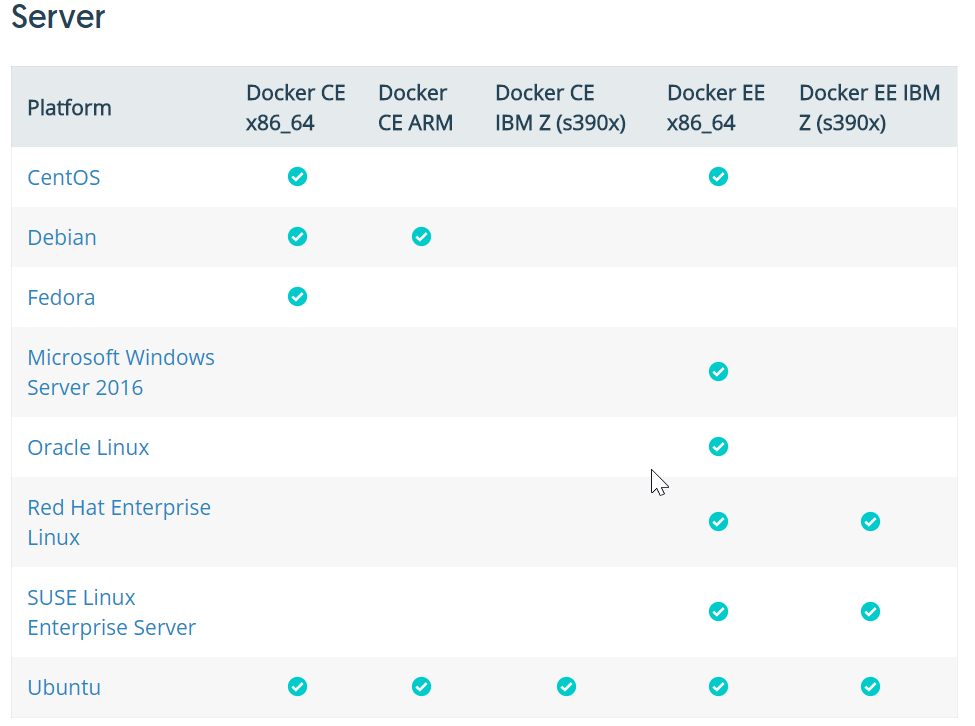 Server
Platform
Docker CE
x86_64
Docker
CE ARM
Docker CE
IBM Z (s390x)
Docker EE
x86_64
Docker EE IBM
Z (s390x)
CentOS
Debian
Fedora
Microsoft Windows
Server 2016
Oracle Linux
Red Hat Enterprise
Linux
SUSE Linux
Enterprise Server
Ubuntu